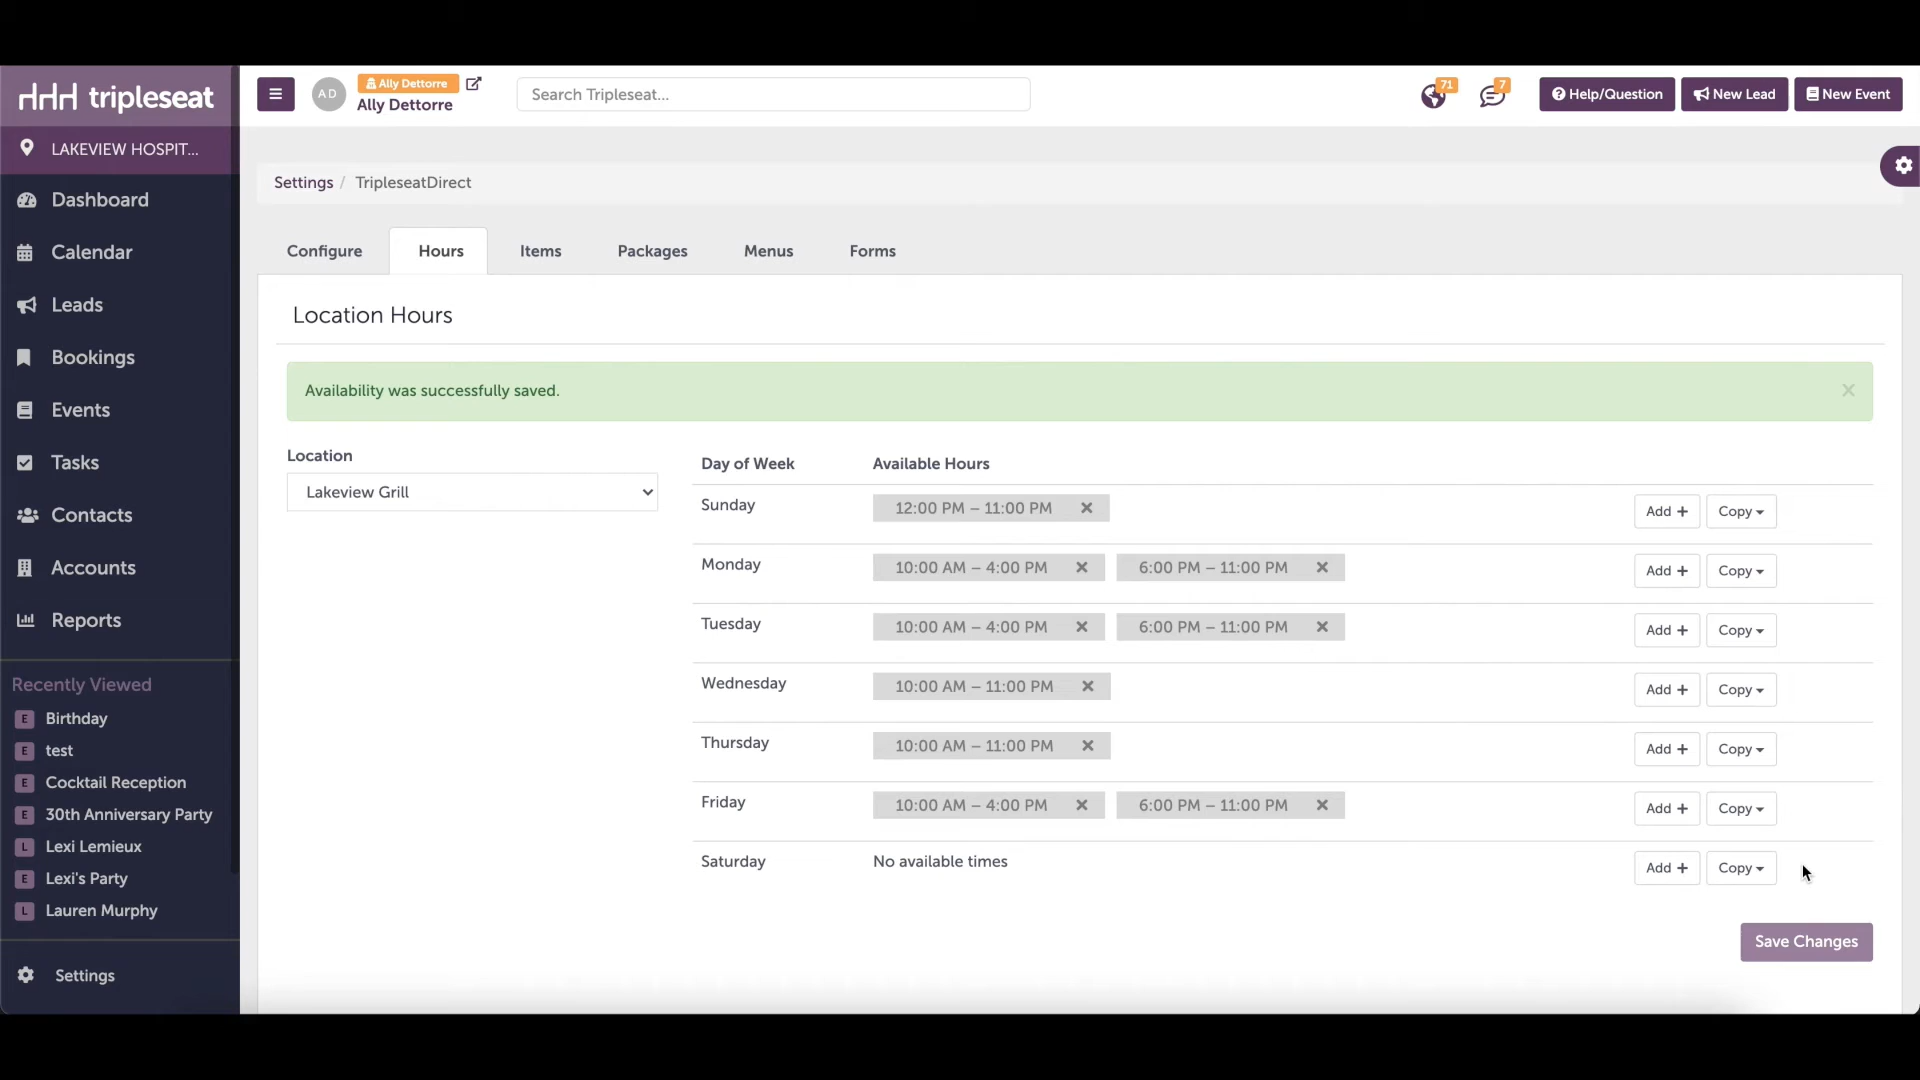 tripleseat
LAKEVIEW HOSPIT...
Dashboard
Calendar
Leads
Bookings
Events
Tasks
Contacts
Accounts
Reports
Recently Viewed
E Birthday
E test
E Cocktail Reception
E 30th Anniversary Party
L Lexi Lemieux
E Lexi's Party
L Lauren Murphy
Settings
AD
Ally Dettorre
Ally Dettorre
Search Tripleseat...
71
7
Help/Question
New Lead
New Event
Settings / TripleseatDirect
Configure Hours Items Packages Menus Forms
Location Hours
Availability was successfully saved. ×
Location
Lakeview Grill
Day of Week Available Hours
Sunday 12:00 PM – 11:00 PM × Add + Copy
Monday 10:00 AM – 4:00 PM × 6:00 PM – 11:00 PM × Add + Copy
Tuesday 10:00 AM – 4:00 PM × 6:00 PM – 11:00 PM × Add + Copy
Wednesday 10:00 AM – 11:00 PM × Add + Copy
Thursday 10:00 AM – 11:00 PM × Add + Copy
Friday 10:00 AM – 4:00 PM × 6:00 PM – 11:00 PM × Add + Copy
Saturday No available times Add + Copy
Save Changes